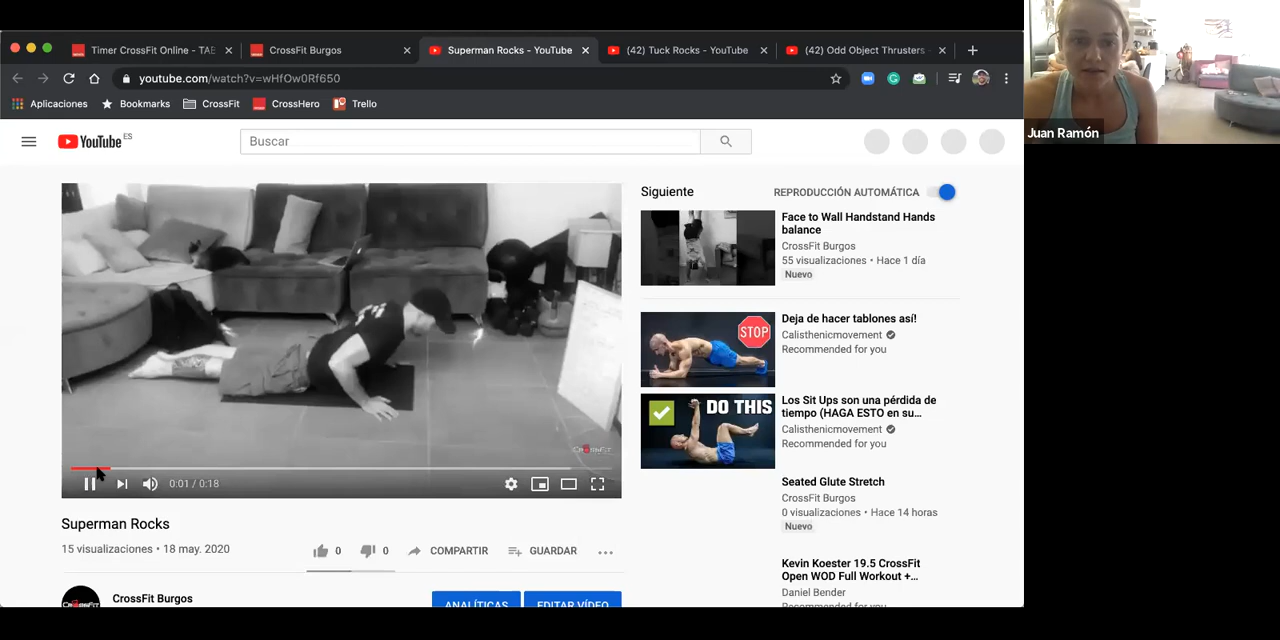 Timer CrossFit Online - TAB
CrossFit Burgos
Superman Rocks - YouTube
(42) Tuck Rocks - YouTube
(42) Odd Object Thrusters -
youtube.com/watch?v=wHfOw0Rf650
Aplicaciones
Bookmarks
CrossFit
CrossHero
Trello
YouTube ES
Buscar
Juan Ramón
Siguiente
REPRODUCCIÓN AUTOMÁTICA
Face to Wall Handstand Hands
balance
CrossFit Burgos
55 visualizaciones • Hace 1 día
Nuevo
STOP
Deja de hacer tablones así!
Calisthenicmovement
Recommended for you
DO THIS
Los Sit Ups son una pérdida de
tiempo (HAGA ESTO en su...
Calisthenicmovement
Recommended for you
Seated Glute Stretch
CrossFit Burgos
0 visualizaciones • Hace 14 horas
Nuevo
Kevin Koester 19.5 CrossFit
Open WOD Full Workout +...
Daniel Bender
Recommended for you
CROSSFIT
0:01 / 0:18
Superman Rocks
15 visualizaciones • 18 may. 2020
0
0
COMPARTIR
GUARDAR
CrossFit Burgos
ANALÍTICAS
EDITAR VÍDEO